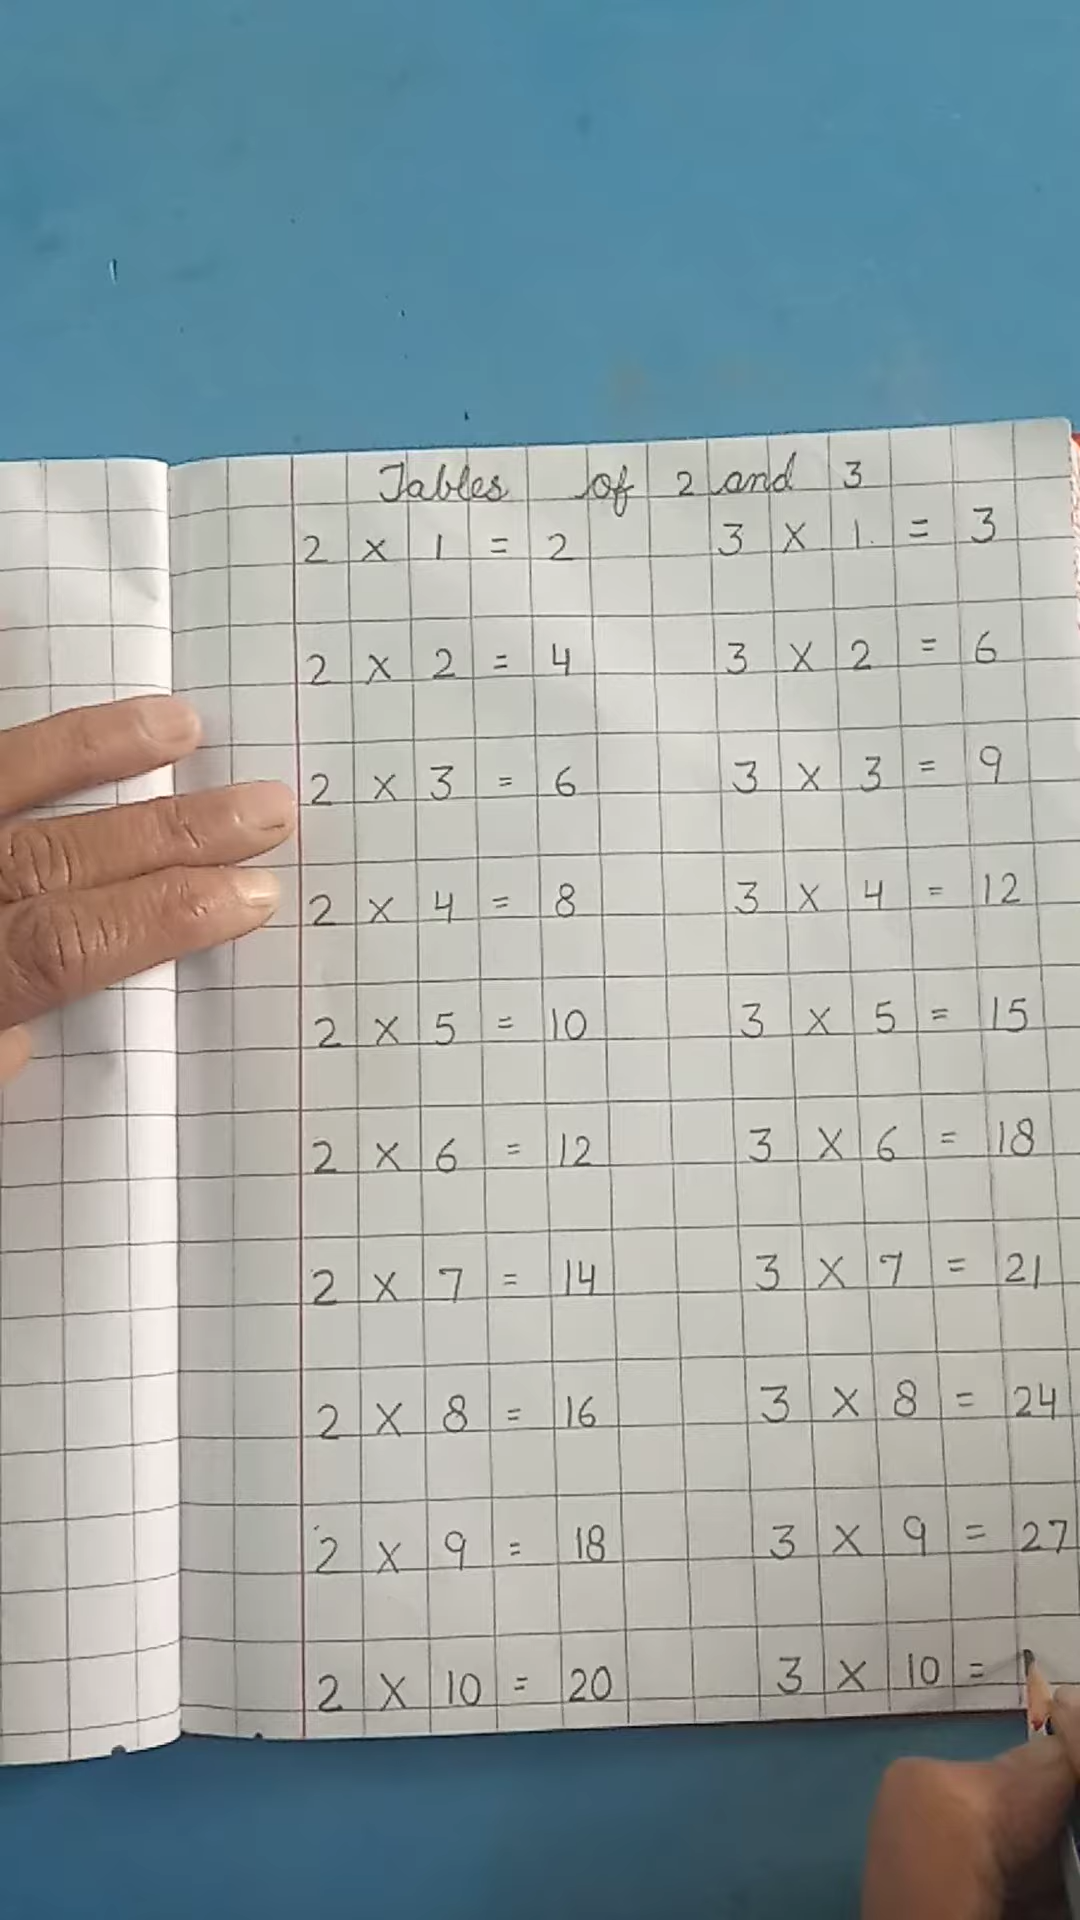 Tables of 2 and 3
2 × 1 = 2 3 × 1 = 3
2 × 2 = 4 3 × 2 = 6
2 × 3 = 6 3 × 3 = 9
2 × 4 = 8 3 × 4 = 12
2 × 5 = 10 3 × 5 = 15
2 × 6 = 12 3 × 6 = 18
2 × 7 = 14 3 × 7 = 21
2 × 8 = 16 3 × 8 = 24
2 × 9 = 18 3 × 9 = 27
2 × 10 = 20 3 × 10 =